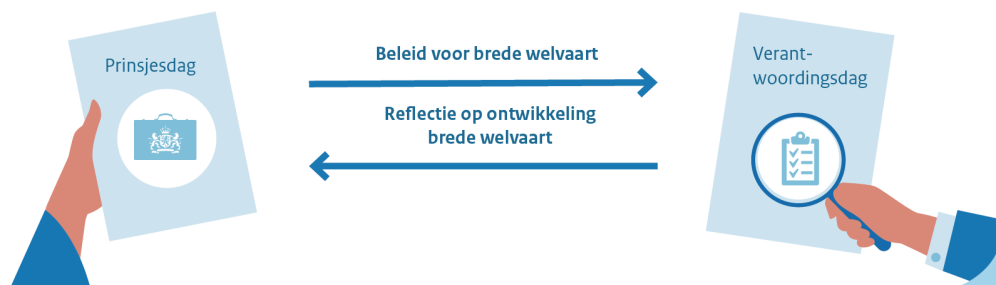 Prinsjesdag
Beleid voor brede welvaart
Reflectie op ontwikkeling
brede welvaart
Verant-
woordingsdag